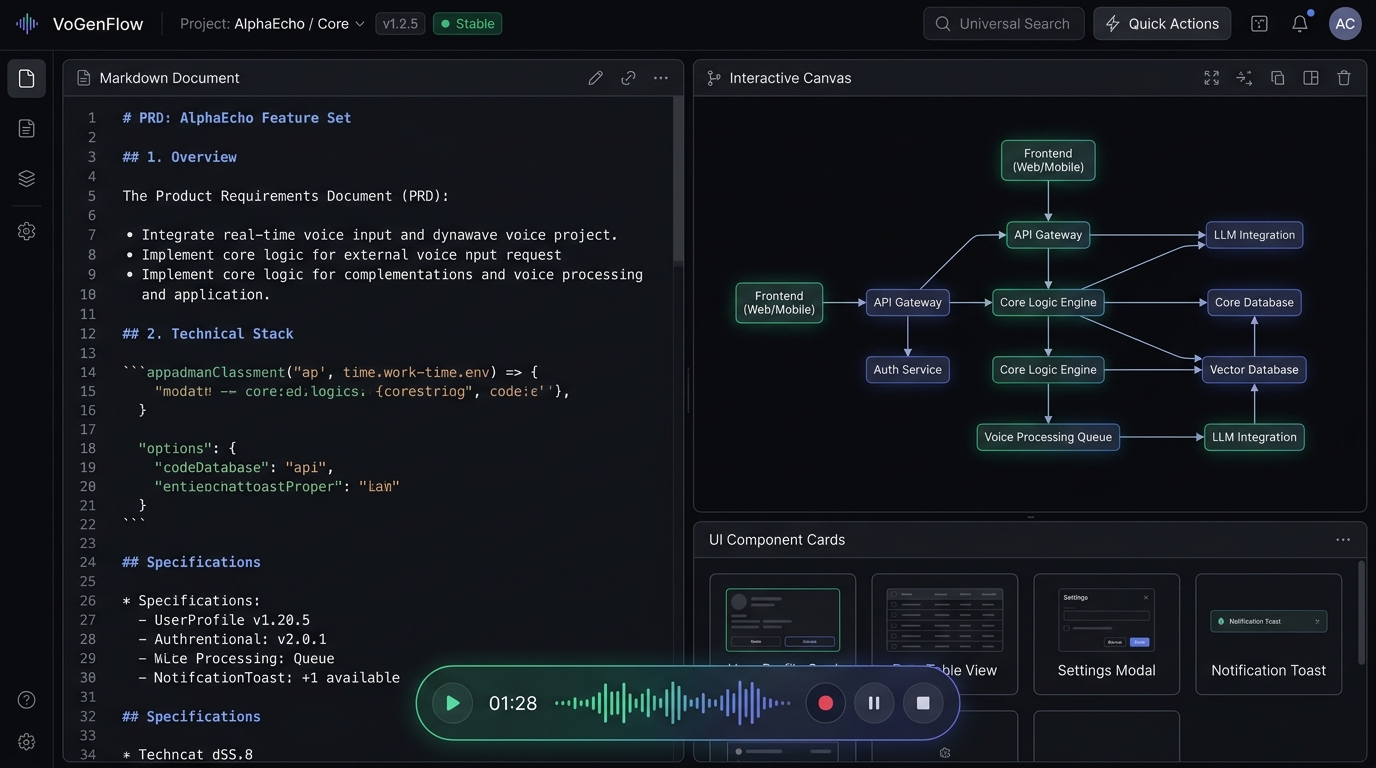 VoGenFlow
Project: AlphaEcho / Core
v1.2.5
Stable
Universal Search
Quick Actions
AC
Markdown Document
1 # PRD: AlphaEcho Feature Set
2
3 ## 1. Overview
4
5 The Product Requirements Document (PRD):
6
7 • Integrate real-time voice input and dynawave voice project.
8 • Implement core logic for external voice nput request
9 • Implement core logic for complementations and voice processing
10 and application.
11
12 ## 2. Technical Stack
13
14 ```appadmanClassment("ap', time.work-time.env) => {
15
16 }
17
18 "options": {
19 "codeDatabase": "api",
20
21 }
22 ```
23
24 ## Specifications
25
26 * Specifications:
27 - UserProfile v1.20.5
28 - Authrentional: v2.0.1
29 - Processing: Queue
30 - NotifcationToast: +1 available
31
32 ## Specifications
33
34 * Techncat dSS.8
Interactive Canvas
Frontend
(Web/Mobile)
API Gateway
LLM Integration
Frontend
(Web/Mobile)
API Gateway
Core Logic Engine
Core Database
Auth Service
Core Logic Engine
Vector Database
Voice Processing Queue
LLM Integration
UI Component Cards
Settings
Notification Toast
Table View
Settings Modal
Notification Toast
01:28